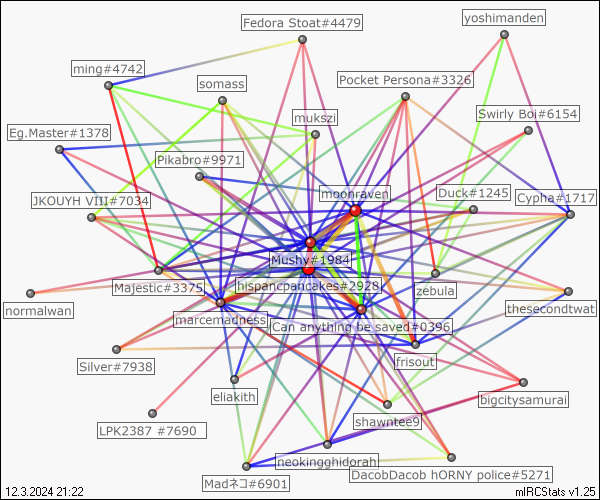 Fedora Stoat#4479
yoshimanden
ming#4742
somass
Pocket Persona#3326
mukszi
Swirly Boi#6154
Eg.Master#1378
Pikabro#9971
moonraven
Duck#1245
Cypha#1717
JKOUYH VIII#7034
Mushy#1984
Majestic#3375
hispancpancakes#2928
zebula
normalwan
marcemadness
Can anything be saved#0396
thesecondtwat
Silver#7938
frisout
eliakith
shawntee9
bigcitysamurai
LPK2387 #7690
neokingghidorah
DacobDacob hORNY police#5271
Madネコ#6901
12.3.2024 21:22
mIRCStats v1.25